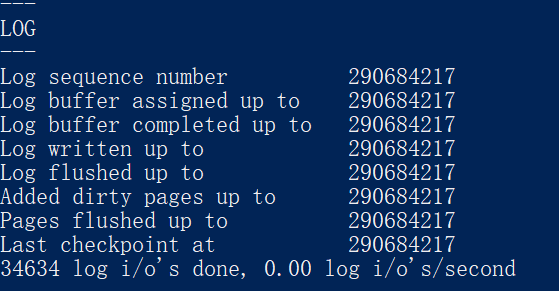 ---
LOG
---
Log sequence number          290684217
Log buffer assigned up to    290684217
Log buffer completed up to   290684217
Log written up to            290684217
Log flushed up to            290684217
Added dirty pages up to      290684217
Pages flushed up to          290684217
Last checkpoint at           290684217
34634 log i/o's done, 0.00 log i/o's/second